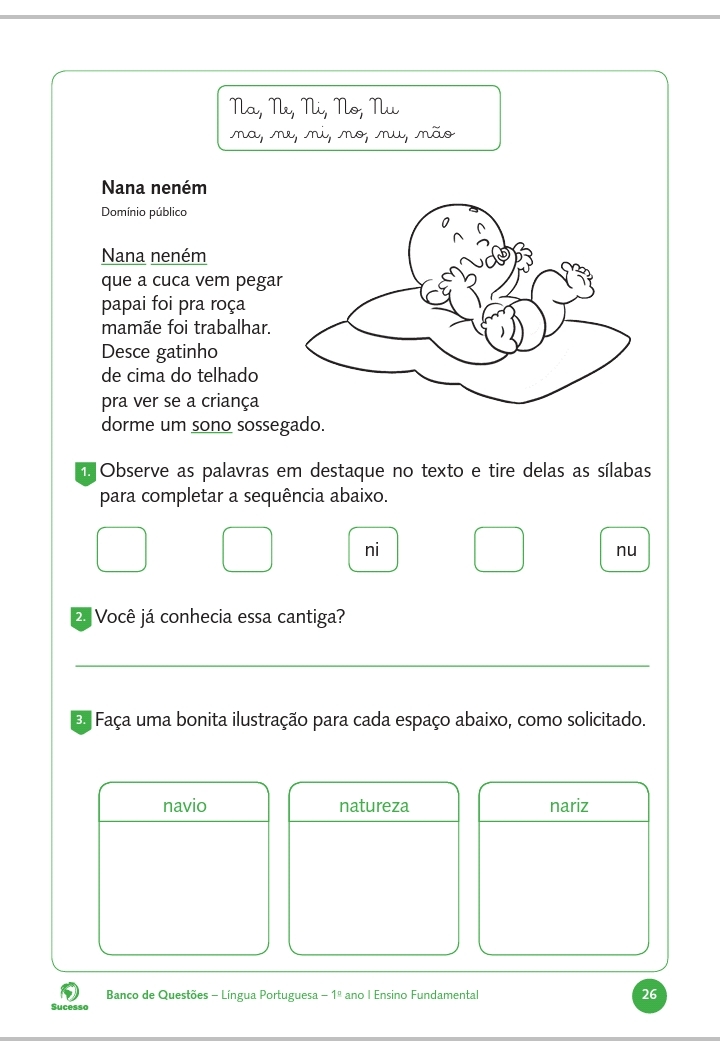 Na, Ne, Ni, No, Nu
na, ne, ni, no, nu, não
Nana neném
Domínio público
Nana neném
que a cuca vem pegar
papai foi pra roça
mamãe foi trabalhar.
Desce gatinho
de cima do telhado
pra ver se a criança
dorme um sono sossegado.
1. Observe as palavras em destaque no texto e tire delas as sílabas
para completar a sequência abaixo.
ni nu
2. Você já conhecia essa cantiga?
3. Faça uma bonita ilustração para cada espaço abaixo, como solicitado.
navio natureza nariz
Sucesso
Banco de Questões – Língua Portuguesa – 1º ano | Ensino Fundamental
26